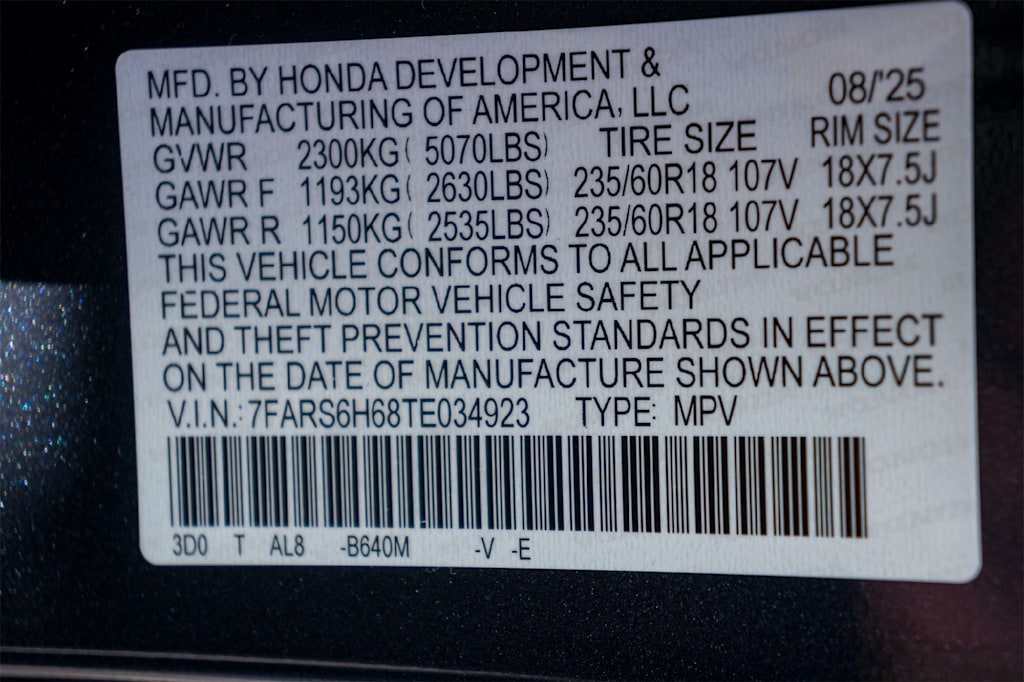 MFD. BY HONDA DEVELOPMENT &
MANUFACTURING OF AMERICA, LLC 08/'25
GVWR 2300KG( 5070LBS) TIRE SIZE RIM SIZE
GAWR F 1193KG( 2630LBS) 235/60R18 107V 18X7.5J
GAWR R 1150KG( 2535LBS) 235/60R18 107V 18X7.5J
THIS VEHICLE CONFORMS TO ALL APPLICABLE
FEDERAL MOTOR VEHICLE SAFETY
AND THEFT PREVENTION STANDARDS IN EFFECT
ON THE DATE OF MANUFACTURE SHOWN ABOVE.
V.I.N.: 7FARS6H68TE034923 TYPE: MPV
3D0 T AL8 -B640M -V -E